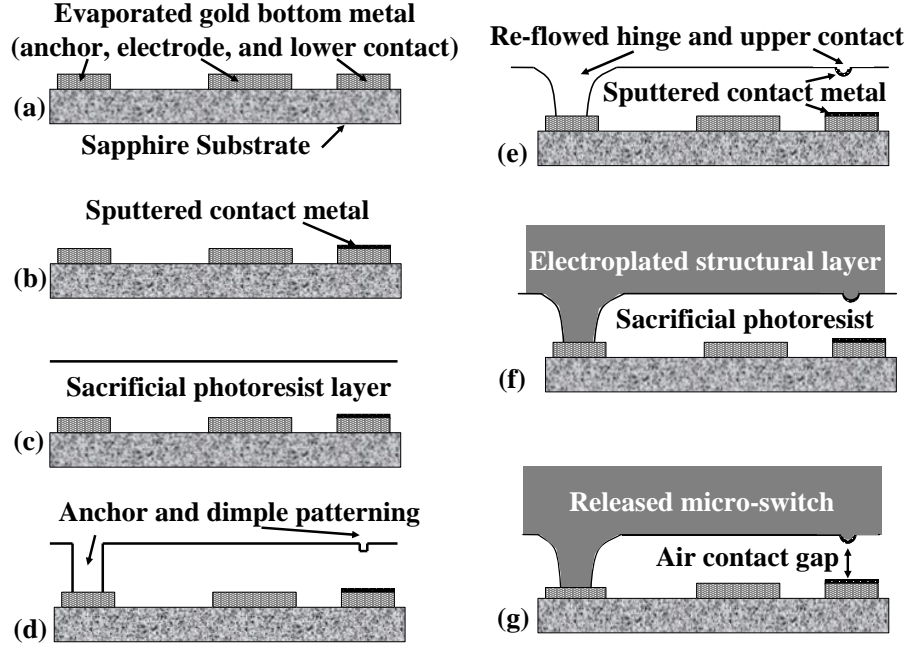 Evaporated gold bottom metal
(anchor, electrode, and lower contact)
(a)
Sapphire Substrate
Sputtered contact metal
(b)
Sacrificial photoresist layer
(c)
Anchor and dimple patterning
(d)
Re-flowed hinge and upper contact
Sputtered contact metal
(e)
Electroplated structural layer
Sacrificial photoresist
(f)
Released micro-switch
Air contact gap
(g)